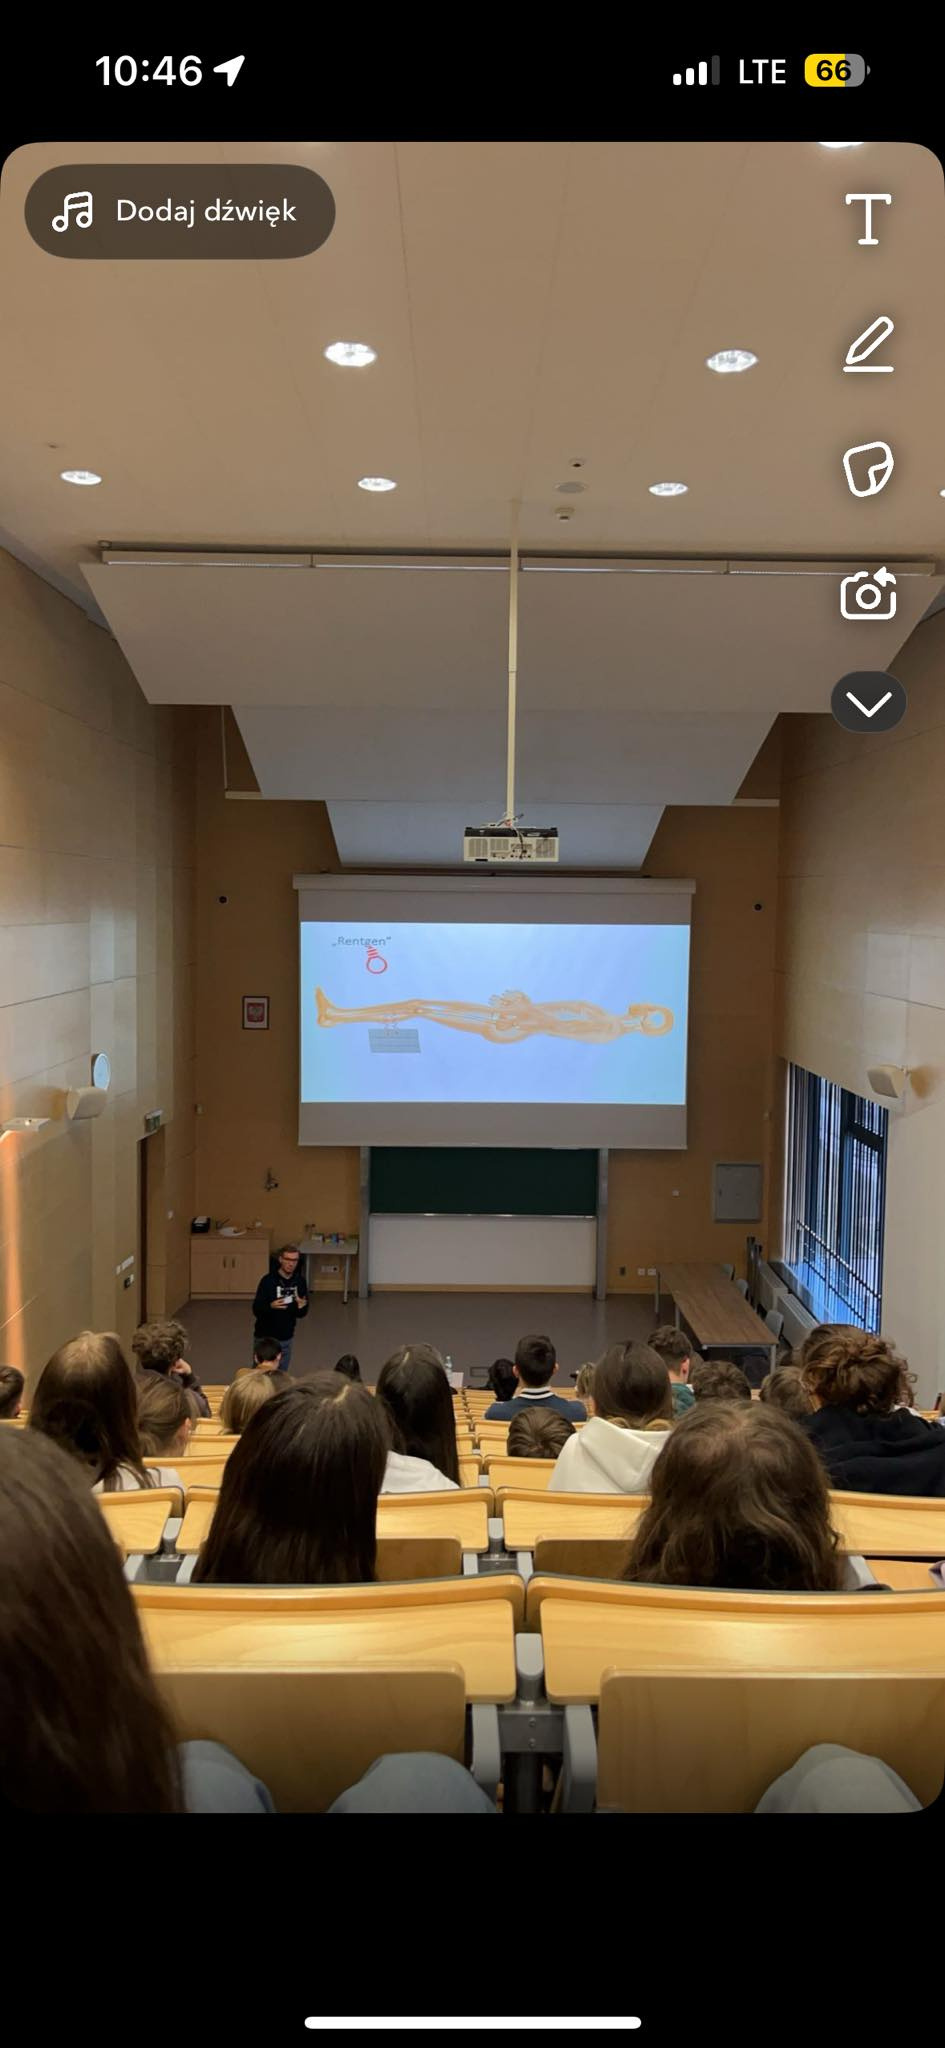 10:46
LTE
66
Dodaj dźwięk
T
„Rentgen”